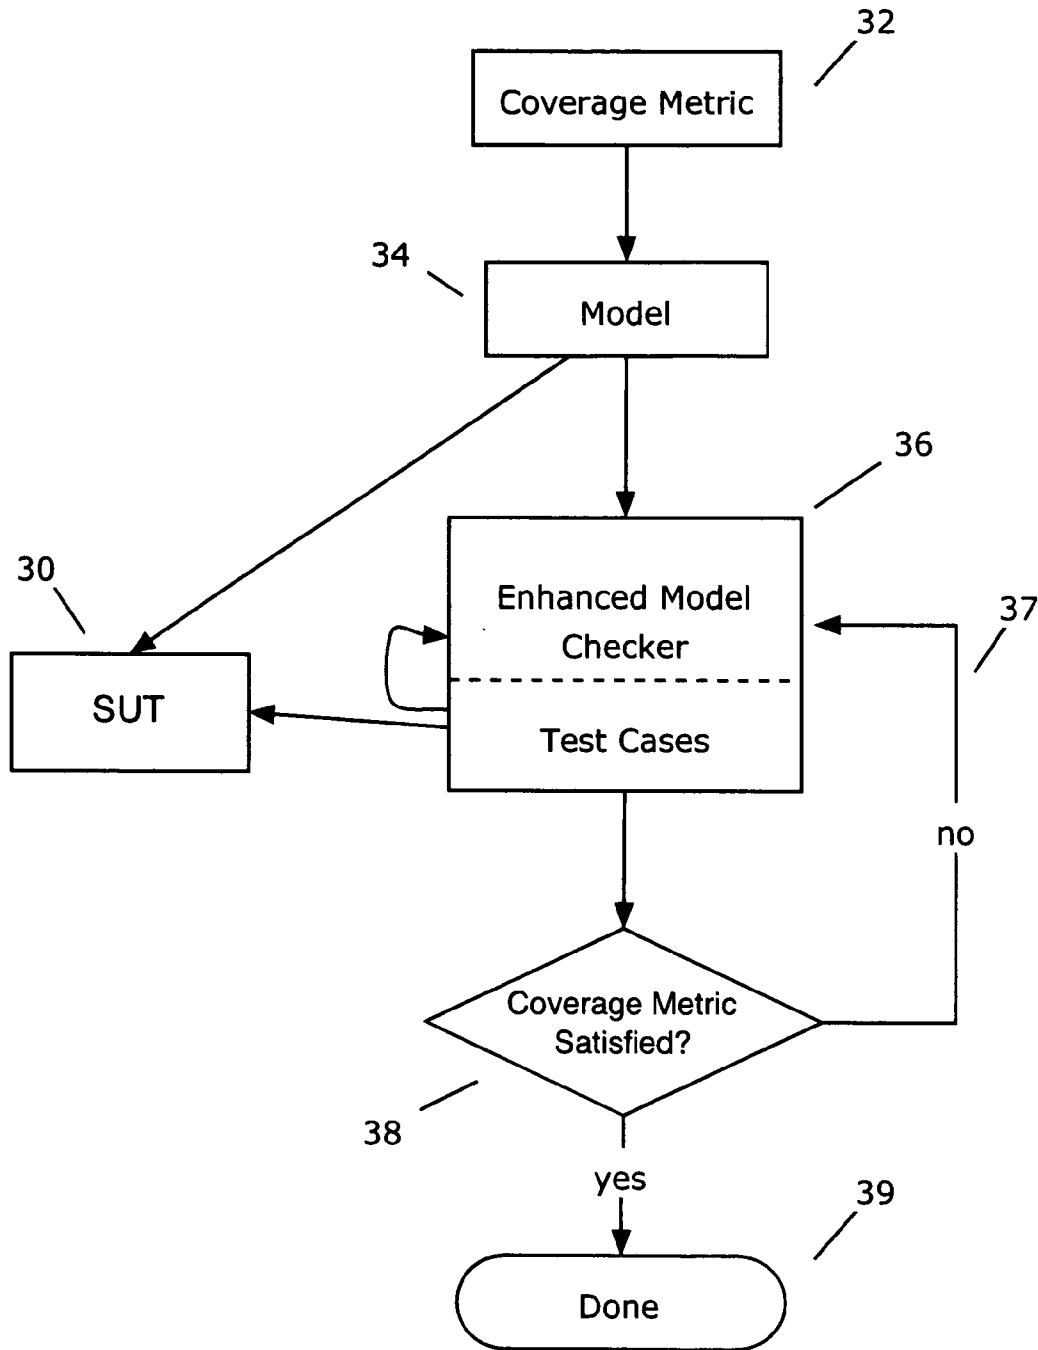 32
Coverage Metric
34
Model
36
30
Enhanced Model
Checker
37
SUT
Test Cases
no
Coverage Metric
Satisfied?
38
yes
39
Done